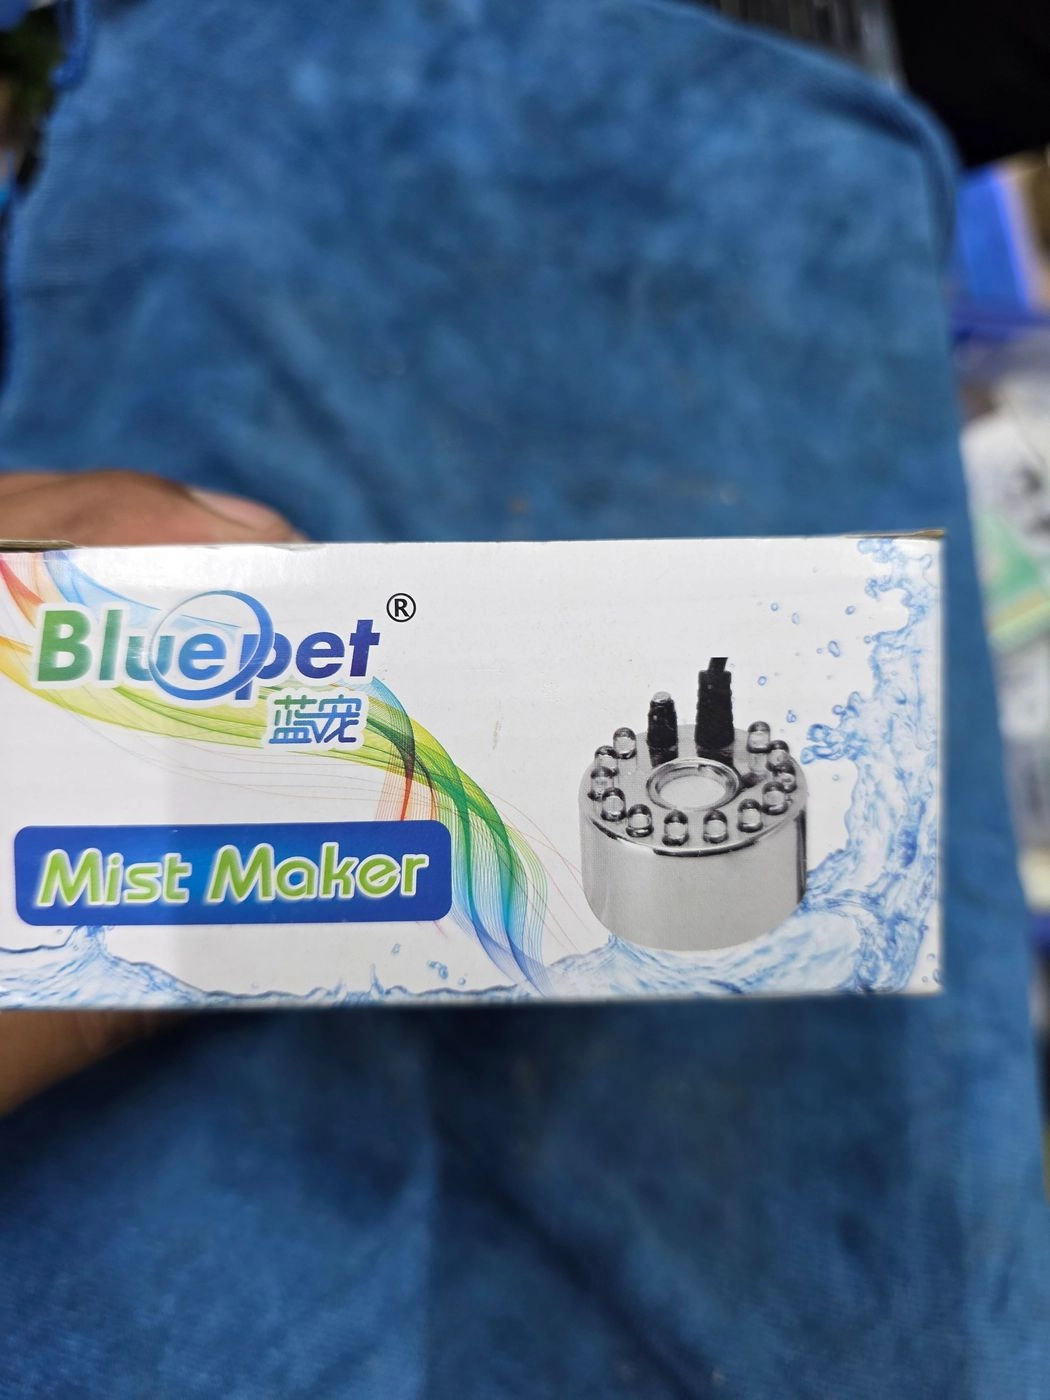 Bluepet®
蓝宠
Mist Maker